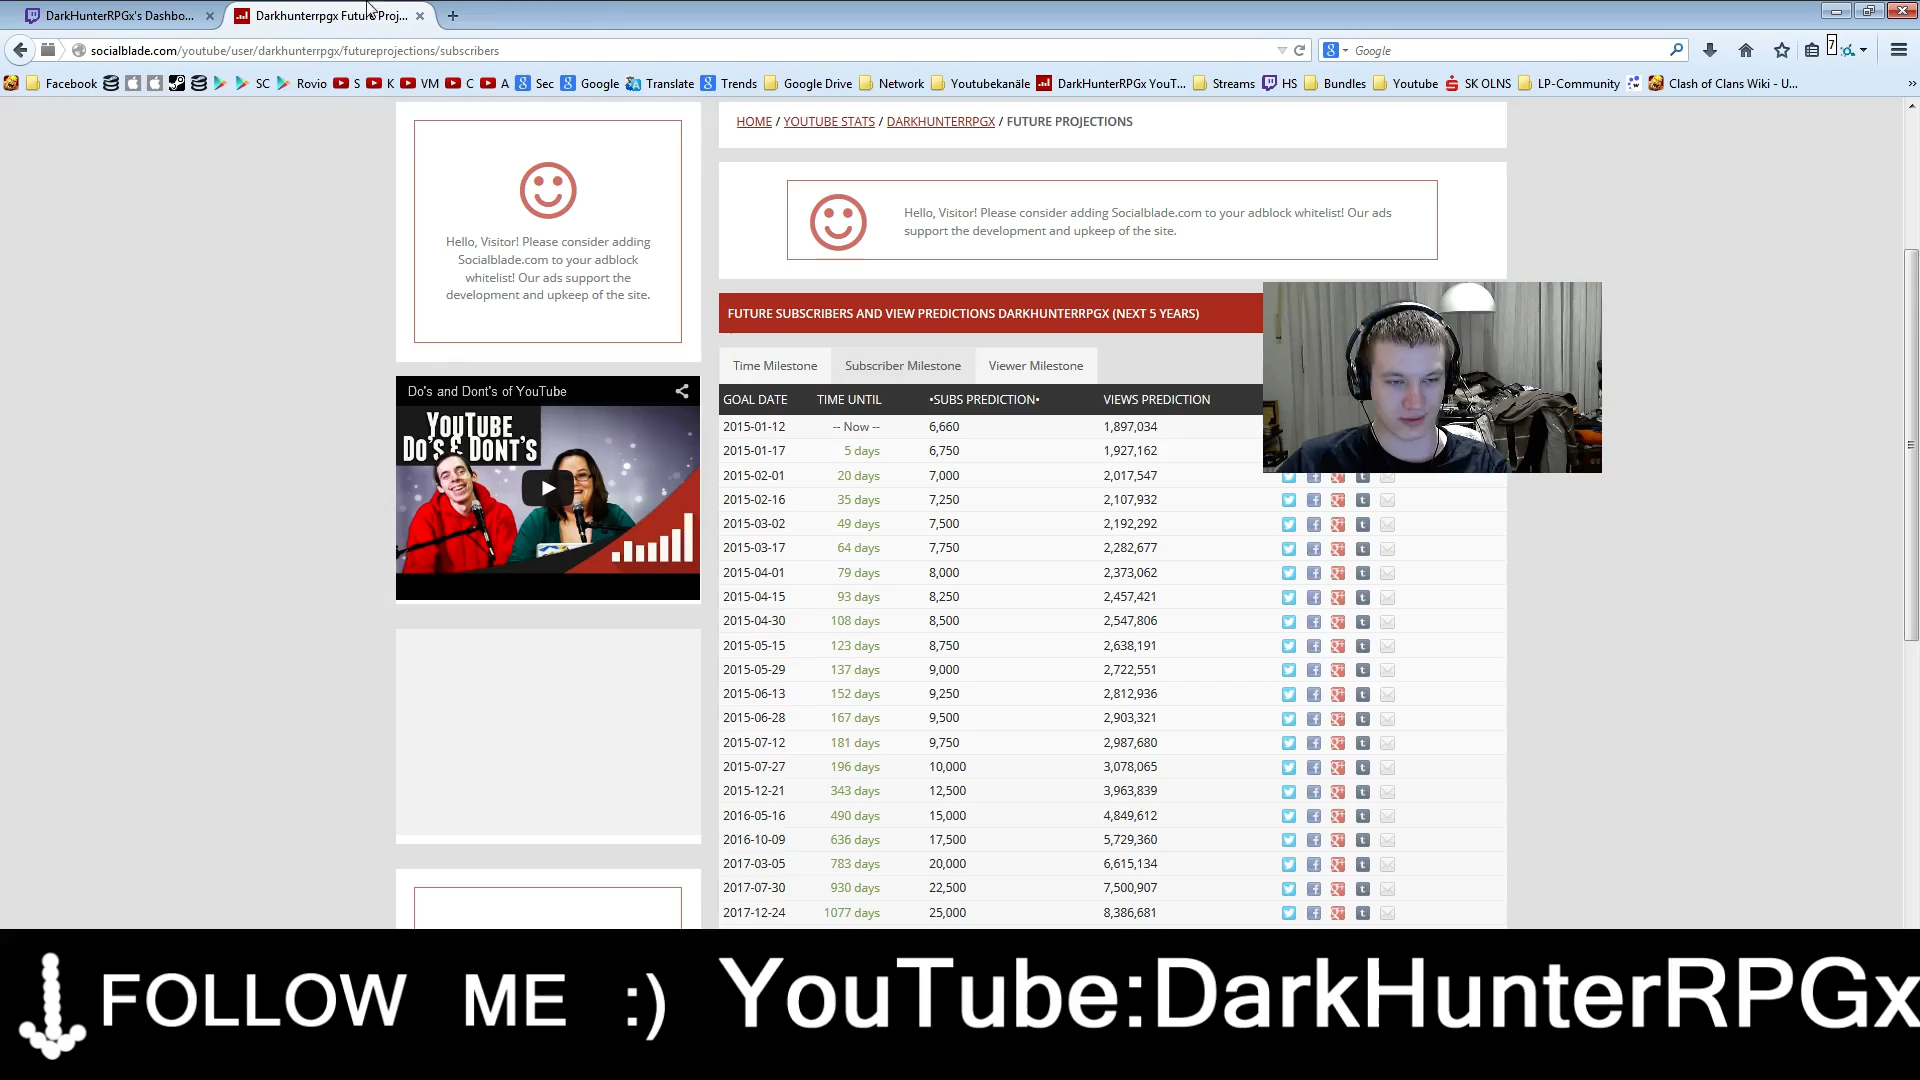 DarkHunterRPGx's Dashbo...
Darkhunterrpgx Future Proj...
socialblade.com/youtube/user/darkhunterrpgx/futureprojections/subscribers
Google
7
Facebook SC Rovio S K VM C A Sec Google Translate Trends Google Drive Network Youtubekanäle DarkHunterRPGx YouT... Streams HS Bundles Youtube SK OLNS LP-Community Clash of Clans Wiki - U...
HOME / YOUTUBE STATS / DARKHUNTERRPGX / FUTURE PROJECTIONS
Hello, Visitor! Please consider adding
Socialblade.com to your adblock
whitelist! Our ads support the
development and upkeep of the site.
Hello, Visitor! Please consider adding Socialblade.com to your adblock whitelist! Our ads
support the development and upkeep of the site.
FUTURE SUBSCRIBERS AND VIEW PREDICTIONS DARKHUNTERRPGX (NEXT 5 YEARS)
Do's and Dont's of YouTube
YOUTUBE
DO'S & DONT'S
Time Milestone Subscriber Milestone Viewer Milestone
GOAL DATE TIME UNTIL •SUBS PREDICTION• VIEWS PREDICTION
2015-01-12 -- Now -- 6,660 1,897,034
2015-01-17 5 days 6,750 1,927,162
2015-02-01 20 days 7,000 2,017,547
2015-02-16 35 days 7,250 2,107,932
2015-03-02 49 days 7,500 2,192,292
2015-03-17 64 days 7,750 2,282,677
2015-04-01 79 days 8,000 2,373,062
2015-04-15 93 days 8,250 2,457,421
2015-04-30 108 days 8,500 2,547,806
2015-05-15 123 days 8,750 2,638,191
2015-05-29 137 days 9,000 2,722,551
2015-06-13 152 days 9,250 2,812,936
2015-06-28 167 days 9,500 2,903,321
2015-07-12 181 days 9,750 2,987,680
2015-07-27 196 days 10,000 3,078,065
2015-12-21 343 days 12,500 3,963,839
2016-05-16 490 days 15,000 4,849,612
2016-10-09 636 days 17,500 5,729,360
2017-03-05 783 days 20,000 6,615,134
2017-07-30 930 days 22,500 7,500,907
2017-12-24 1077 days 25,000 8,386,681
FOLLOW ME :) YouTube:DarkHunterRPGx